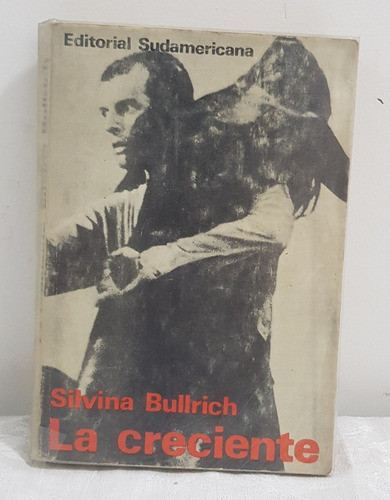 Editorial Sudamericana
Silvina Bullrich
La creciente